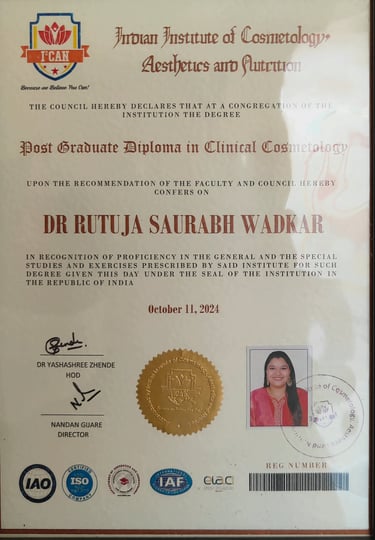 I'CAN
Because we Believe You Can!
Indian Institute of Cosmetology,
Aesthetics and Nutrition
THE COUNCIL HEREBY DECLARES THAT AT A CONGREGATION OF THE
INSTITUTION THE DEGREE
Post Graduate Diploma in Clinical Cosmetology
UPON THE RECOMMENDATION OF THE FACULTY AND COUNCIL HEREBY
CONFERS ON
DR RUTUJA SAURABH WADKAR
IN RECOGNITION OF PROFICIENCY IN THE GENERAL AND THE SPECIAL
STUDIES AND EXERCISES PRESCRIBED BY SAID INSTITUTE FOR SUCH
DEGREE GIVEN THIS DAY UNDER THE SEAL OF THE INSTITUTION IN
THE REPUBLIC OF INDIA
October 11, 2024
DR YASHASHREE ZHENDE
HOD
NANDAN GIJARE
DIRECTOR
REG NUMBER
IAO
CERTIFIED
ISO
COMPANY
IAF